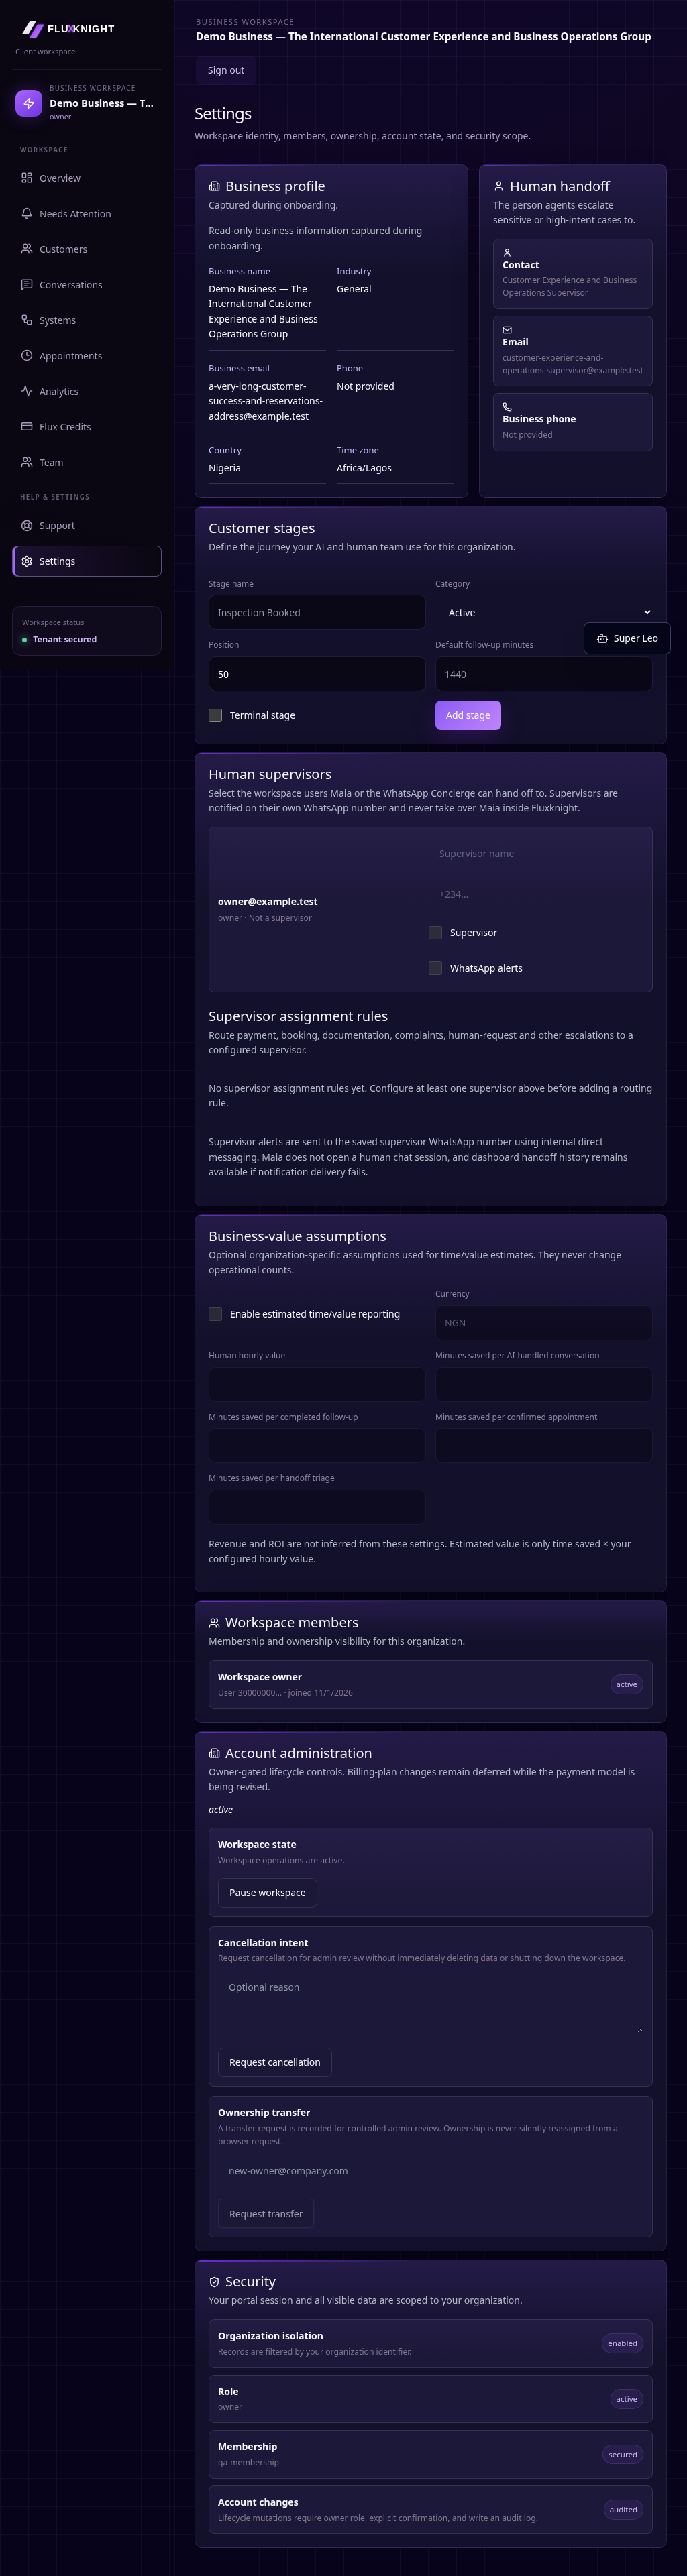 FLUXKNIGHT
Client workspace
BUSINESS WORKSPACE
Demo Business — T...
owner
WORKSPACE
Overview
Needs Attention
Customers
Conversations
Systems
Appointments
Analytics
Flux Credits
Team
HELP & SETTINGS
Support
Settings
Workspace status
Tenant secured
BUSINESS WORKSPACE
Demo Business — The International Customer Experience and Business Operations Group
Sign out
Settings
Workspace identity, members, ownership, account state, and security scope.
Business profile
Captured during onboarding.
Read-only business information captured during
onboarding.
Business name
Demo Business — The
International Customer
Experience and Business
Operations Group
Industry
General
Business email
a-very-long-customer-
success-and-reservations-
address@example.test
Phone
Not provided
Country
Nigeria
Time zone
Africa/Lagos
Human handoff
The person agents escalate
sensitive or high-intent cases to.
Contact
Customer Experience and Business
Operations Supervisor
Email
customer-experience-and-
operations-supervisor@example.test
Business phone
Not provided
Customer stages
Define the journey your AI and human team use for this organization.
Stage name
Inspection Booked
Category
Active
Position
50
Default follow-up minutes
1440
Super Leo
Terminal stage
Add stage
Human supervisors
Select the workspace users Maia or the WhatsApp Concierge can hand off to. Supervisors are
notified on their own WhatsApp number and never take over Maia inside Fluxknight.
owner@example.test
owner · Not a supervisor
Supervisor name
+234...
Supervisor
WhatsApp alerts
Supervisor assignment rules
Route payment, booking, documentation, complaints, human-request and other escalations to a
configured supervisor.
No supervisor assignment rules yet. Configure at least one supervisor above before adding a routing
rule.
Supervisor alerts are sent to the saved supervisor WhatsApp number using internal direct
messaging. Maia does not open a human chat session, and dashboard handoff history remains
available if notification delivery fails.
Business-value assumptions
Optional organization-specific assumptions used for time/value estimates. They never change
operational counts.
Enable estimated time/value reporting
Currency
NGN
Human hourly value
Minutes saved per AI-handled conversation
Minutes saved per completed follow-up
Minutes saved per confirmed appointment
Minutes saved per handoff triage
Revenue and ROI are not inferred from these settings. Estimated value is only time saved × your
configured hourly value.
Workspace members
Membership and ownership visibility for this organization.
Workspace owner
User 30000000... · joined 11/1/2026
active
Account administration
Owner-gated lifecycle controls. Billing-plan changes remain deferred while the payment model is
being revised.
active
Workspace state
Workspace operations are active.
Pause workspace
Cancellation intent
Request cancellation for admin review without immediately deleting data or shutting down the workspace.
Optional reason
Request cancellation
Ownership transfer
A transfer request is recorded for controlled admin review. Ownership is never silently reassigned from a
browser request.
new-owner@company.com
Request transfer
Security
Your portal session and all visible data are scoped to your organization.
Organization isolation
Records are filtered by your organization identifier.
enabled
Role
owner
active
Membership
qa-membership
secured
Account changes
Lifecycle mutations require owner role, explicit confirmation, and write an audit log.
audited